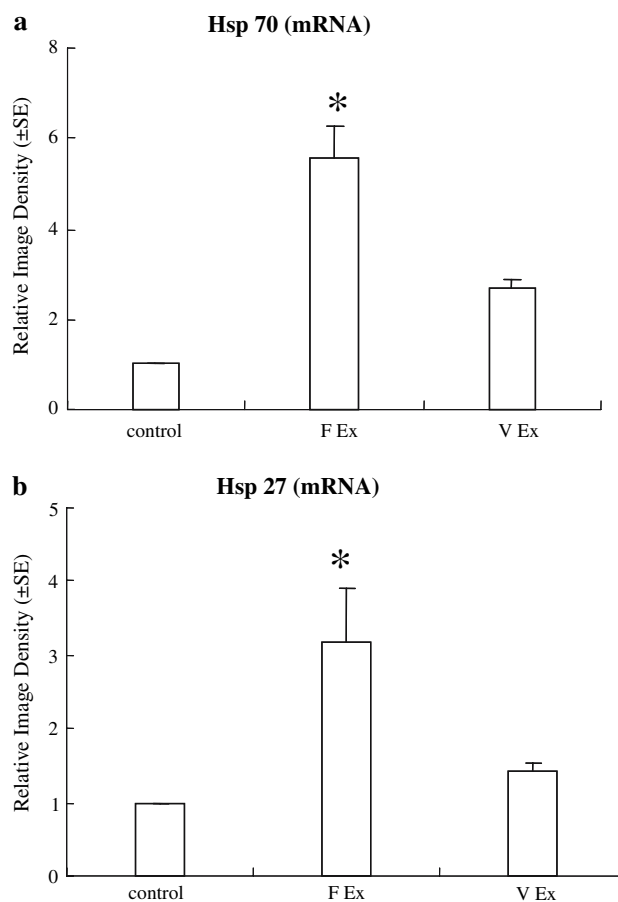 a
Hsp 70 (mRNA)
Relative Image Density (±SE)
8
6
4
2
0
*
control
F Ex
V Ex
b
Hsp 27 (mRNA)
Relative Image Density (±SE)
5
4
3
2
1
0
*
control
F Ex
V Ex